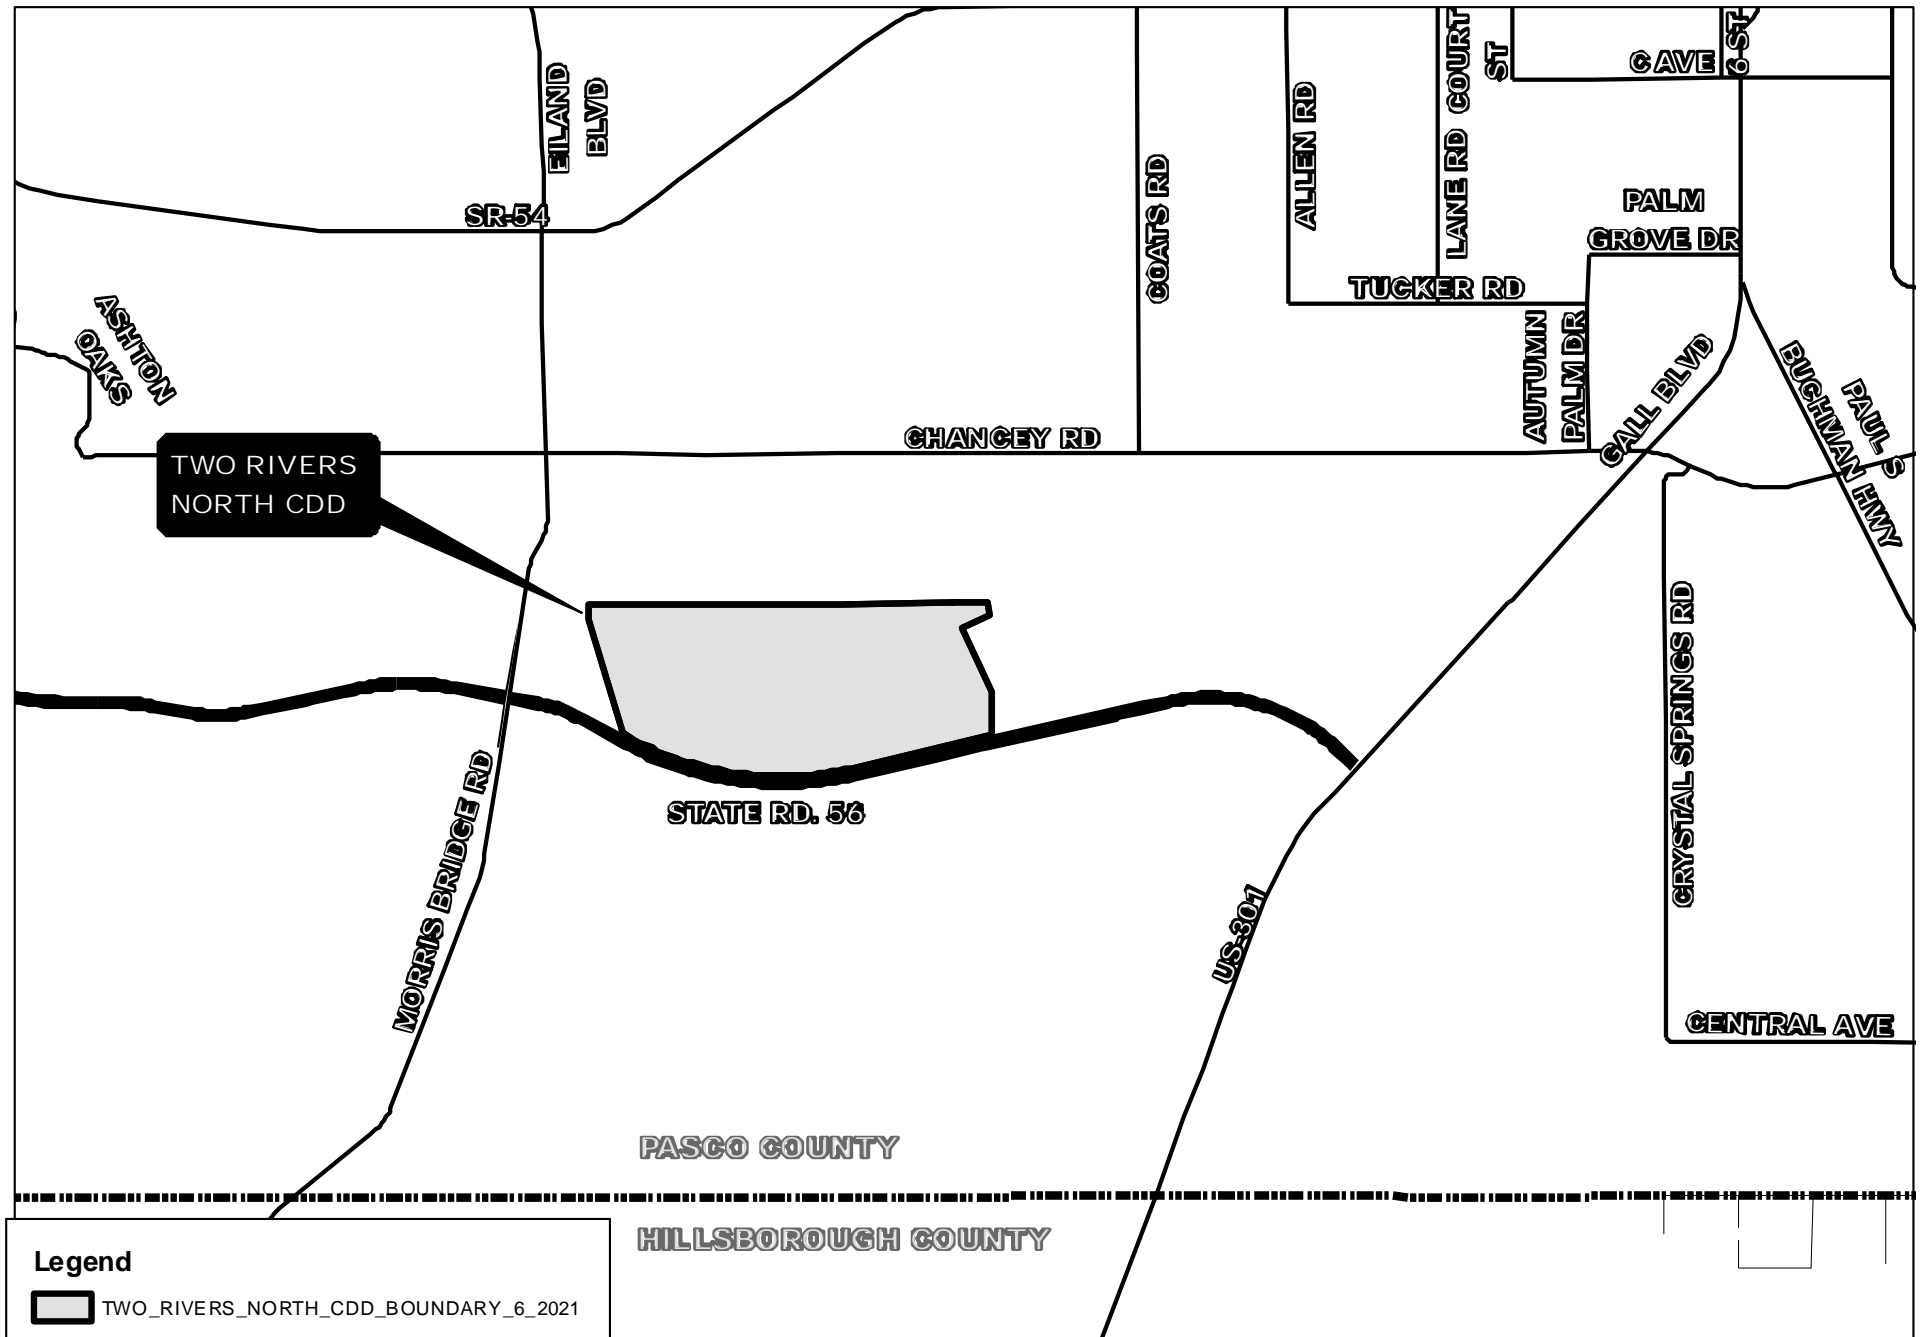 EILAND
BLVD
SR-54
COATS RD
ALLEN RD
LANE RD
COURT
ST
CAVE
6 ST
PALM
GROVE DR
TUCKER RD
AUTUMN
PALM DR
GALL BLVD
PAUL S
BUCHMAN HWY
ASHTON
OAKS
CHANCEY RD
TWO RIVERS
NORTH CDD
CRYSTAL SPRINGS RD
STATE RD. 56
MORRIS BRIDGE RD
US-301
CENTRAL AVE
PASCO COUNTY
HILLSBOROUGH COUNTY
Legend
TWO_RIVERS_NORTH_CDD_BOUNDARY_6_2021